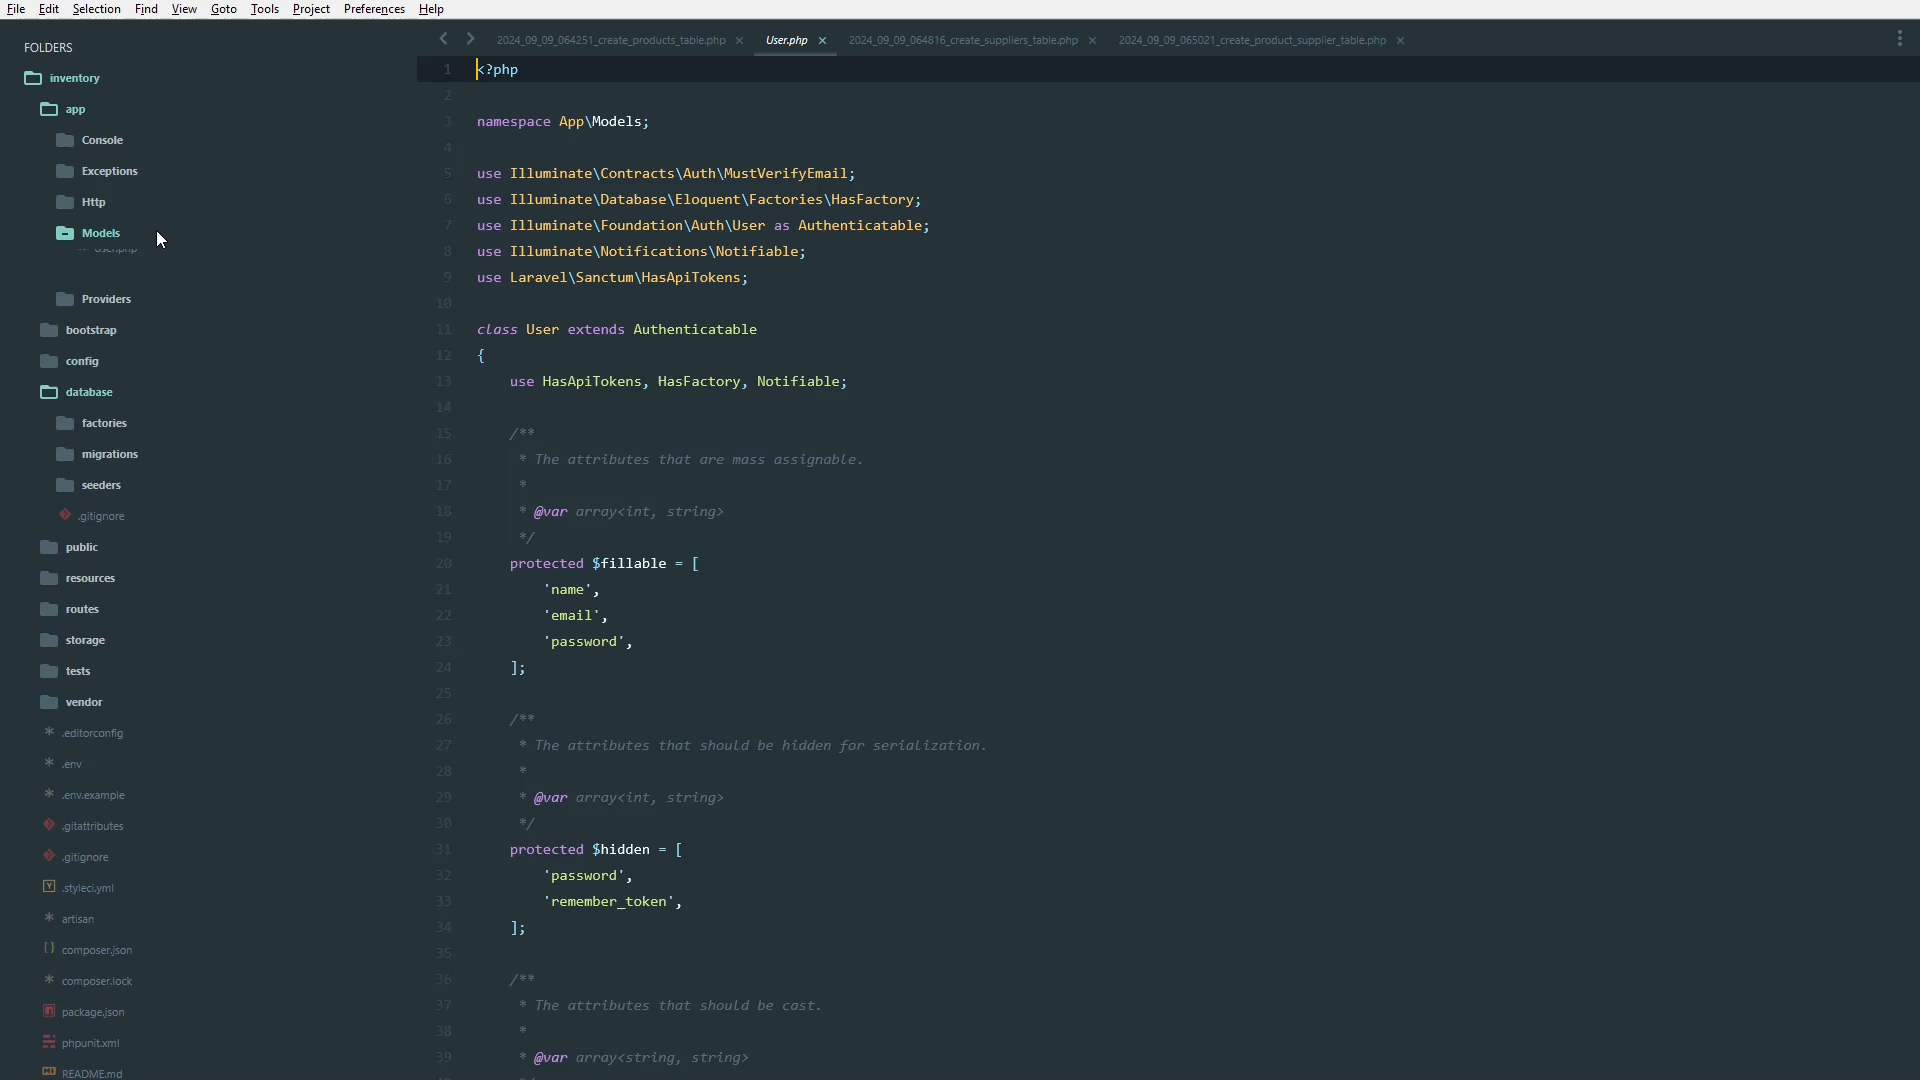 File Edit Selection Find View Goto Tools Project Preferences Help
FOLDERS
inventory
app
Console
Exceptions
Http
Models
User.php
Providers
bootstrap
config
database
factories
migrations
seeders
.gitignore
public
resources
routes
storage
tests
vendor
.editorconfig
.env
.env.example
.gitattributes
.gitignore
.styleci.yml
artisan
composer.json
composer.lock
package.json
phpunit.xml
README.md
2024_09_09_064251_create_products_table.php × User.php × 2024_09_09_064816_create_suppliers_table.php × 2024_09_09_065021_create_product_supplier_table.php ×
1 <?php
2
3 namespace App\Models;
4
5 use Illuminate\Contracts\Auth\MustVerifyEmail;
6 use Illuminate\Database\Eloquent\Factories\HasFactory;
7 use Illuminate\Foundation\Auth\User as Authenticatable;
8 use Illuminate\Notifications\Notifiable;
9 use Laravel\Sanctum\HasApiTokens;
10
11 class User extends Authenticatable
12 {
13 use HasApiTokens, HasFactory, Notifiable;
14
15 /**
16 * The attributes that are mass assignable.
17 *
18 * @var array<int, string>
19 */
20 protected $fillable = [
21 'name',
22 'email',
23 'password',
24 ];
25
26 /**
27 * The attributes that should be hidden for serialization.
28 *
29 * @var array<int, string>
30 */
31 protected $hidden = [
32 'password',
33 'remember_token',
34 ];
35
36 /**
37 * The attributes that should be cast.
38 *
39 * @var array<string, string>